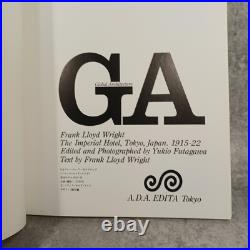 GA
Global Architecture
Frank Lloyd Wright
The Imperial Hotel, Tokyo, Japan. 1915-22
Edited and Photographed by Yukio Futagawa
Text by Frank Lloyd Wright
A.D.A. EDITA Tokyo